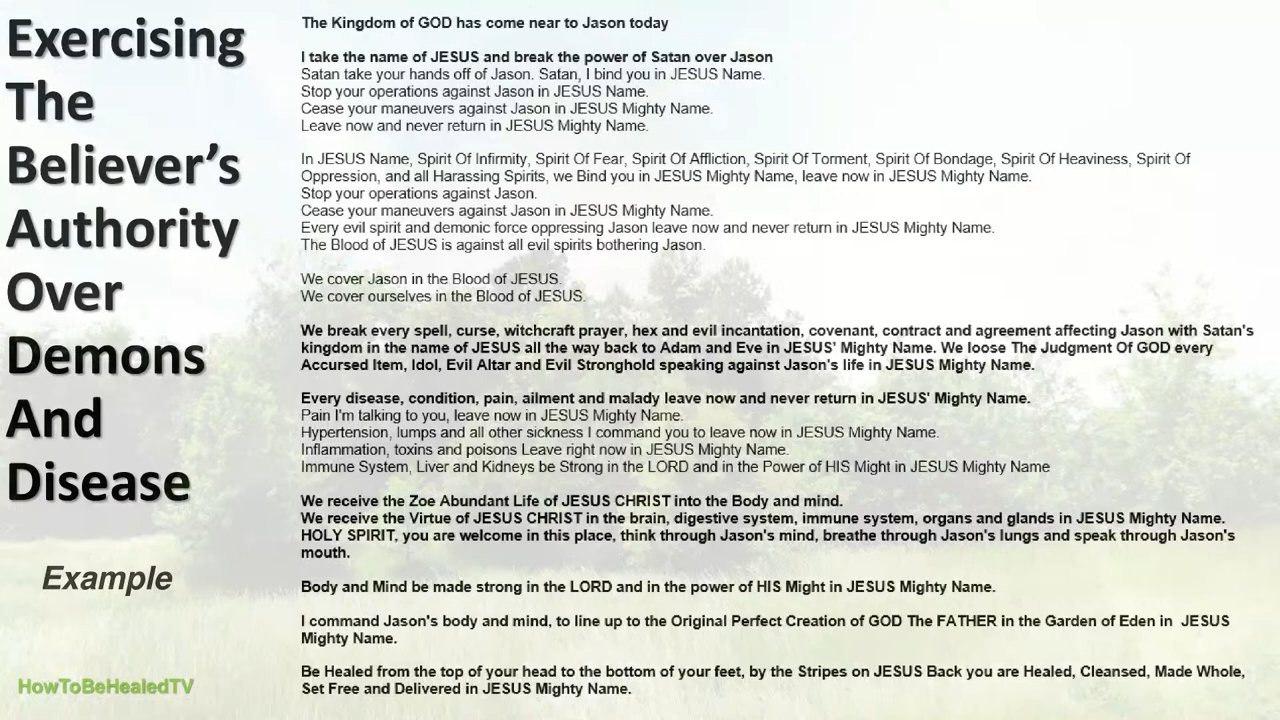 Exercising
The
Believer's
Authority
Over
Demons
And
Disease
Example
HowToBeHealedTV
The Kingdom of GOD has come near to Jason today
I take the name of JESUS and break the power of Satan over Jason
Satan take your hands off of Jason. Satan, I bind you in JESUS Name.
Stop your operations against Jason in JESUS Name.
Cease your maneuvers against Jason in JESUS Mighty Name.
Leave now and never return in JESUS Mighty Name.
In JESUS Name, Spirit Of Infirmity, Spirit Of Fear, Spirit Of Affliction, Spirit Of Torment, Spirit Of Bondage, Spirit Of Heaviness, Spirit Of
Oppression, and all Harassing Spirits, we Bind you in JESUS Mighty Name, leave now in JESUS Mighty Name.
Stop your operations against Jason.
Cease your maneuvers against Jason in JESUS Mighty Name.
Every evil spirit and demonic force oppressing Jason leave now and never return in JESUS Mighty Name.
The Blood of JESUS is against all evil spirits bothering Jason.
We cover Jason in the Blood of JESUS.
We cover ourselves in the Blood of JESUS.
We break every spell, curse, witchcraft prayer, hex and evil incantation, covenant, contract and agreement affecting Jason with Satan's
kingdom in the name of JESUS all the way back to Adam and Eve in JESUS' Mighty Name. We loose The Judgment Of GOD every
Accursed Item, Idol, Evil Altar and Evil Stronghold speaking against Jason's life in JESUS Mighty Name.
Every disease, condition, pain, ailment and malady leave now and never return in JESUS' Mighty Name.
Pain I'm talking to you, leave now in JESUS Mighty Name.
Hypertension, lumps and all other sickness I command you to leave now in JESUS Mighty Name.
Inflammation, toxins and poisons Leave right now in JESUS Mighty Name.
Immune System, Liver and Kidneys be Strong in the LORD and in the Power of HIS Might in JESUS Mighty Name
We receive the Zoe Abundant Life of JESUS CHRIST into the Body and mind.
We receive the Virtue of JESUS CHRIST in the brain, digestive system, immune system, organs and glands in JESUS Mighty Name.
HOLY SPIRIT, you are welcome in this place, think through Jason's mind, breathe through Jason's lungs and speak through Jason's
mouth.
Body and Mind be made strong in the LORD and in the power of HIS Might in JESUS Mighty Name.
I command Jason's body and mind, to line up to the Original Perfect Creation of GOD The FATHER in the Garden of Eden in JESUS
Mighty Name.
Be Healed from the top of your head to the bottom of your feet, by the Stripes on JESUS Back you are Healed, Cleansed, Made Whole,
Set Free and Delivered in JESUS Mighty Name.